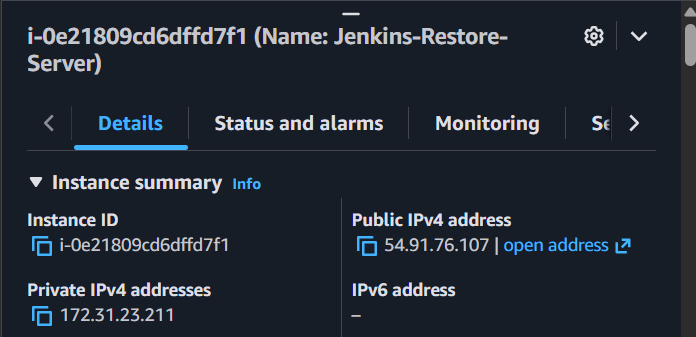 i-0e21809cd6dffd7f1 (Name: Jenkins-Restore-
Server)
Details
Status and alarms
Monitoring
Se
Instance summary Info
Instance ID
i-0e21809cd6dffd7f1
Public IPv4 address
54.91.76.107 | open address
Private IPv4 addresses
172.31.23.211
IPv6 address
–